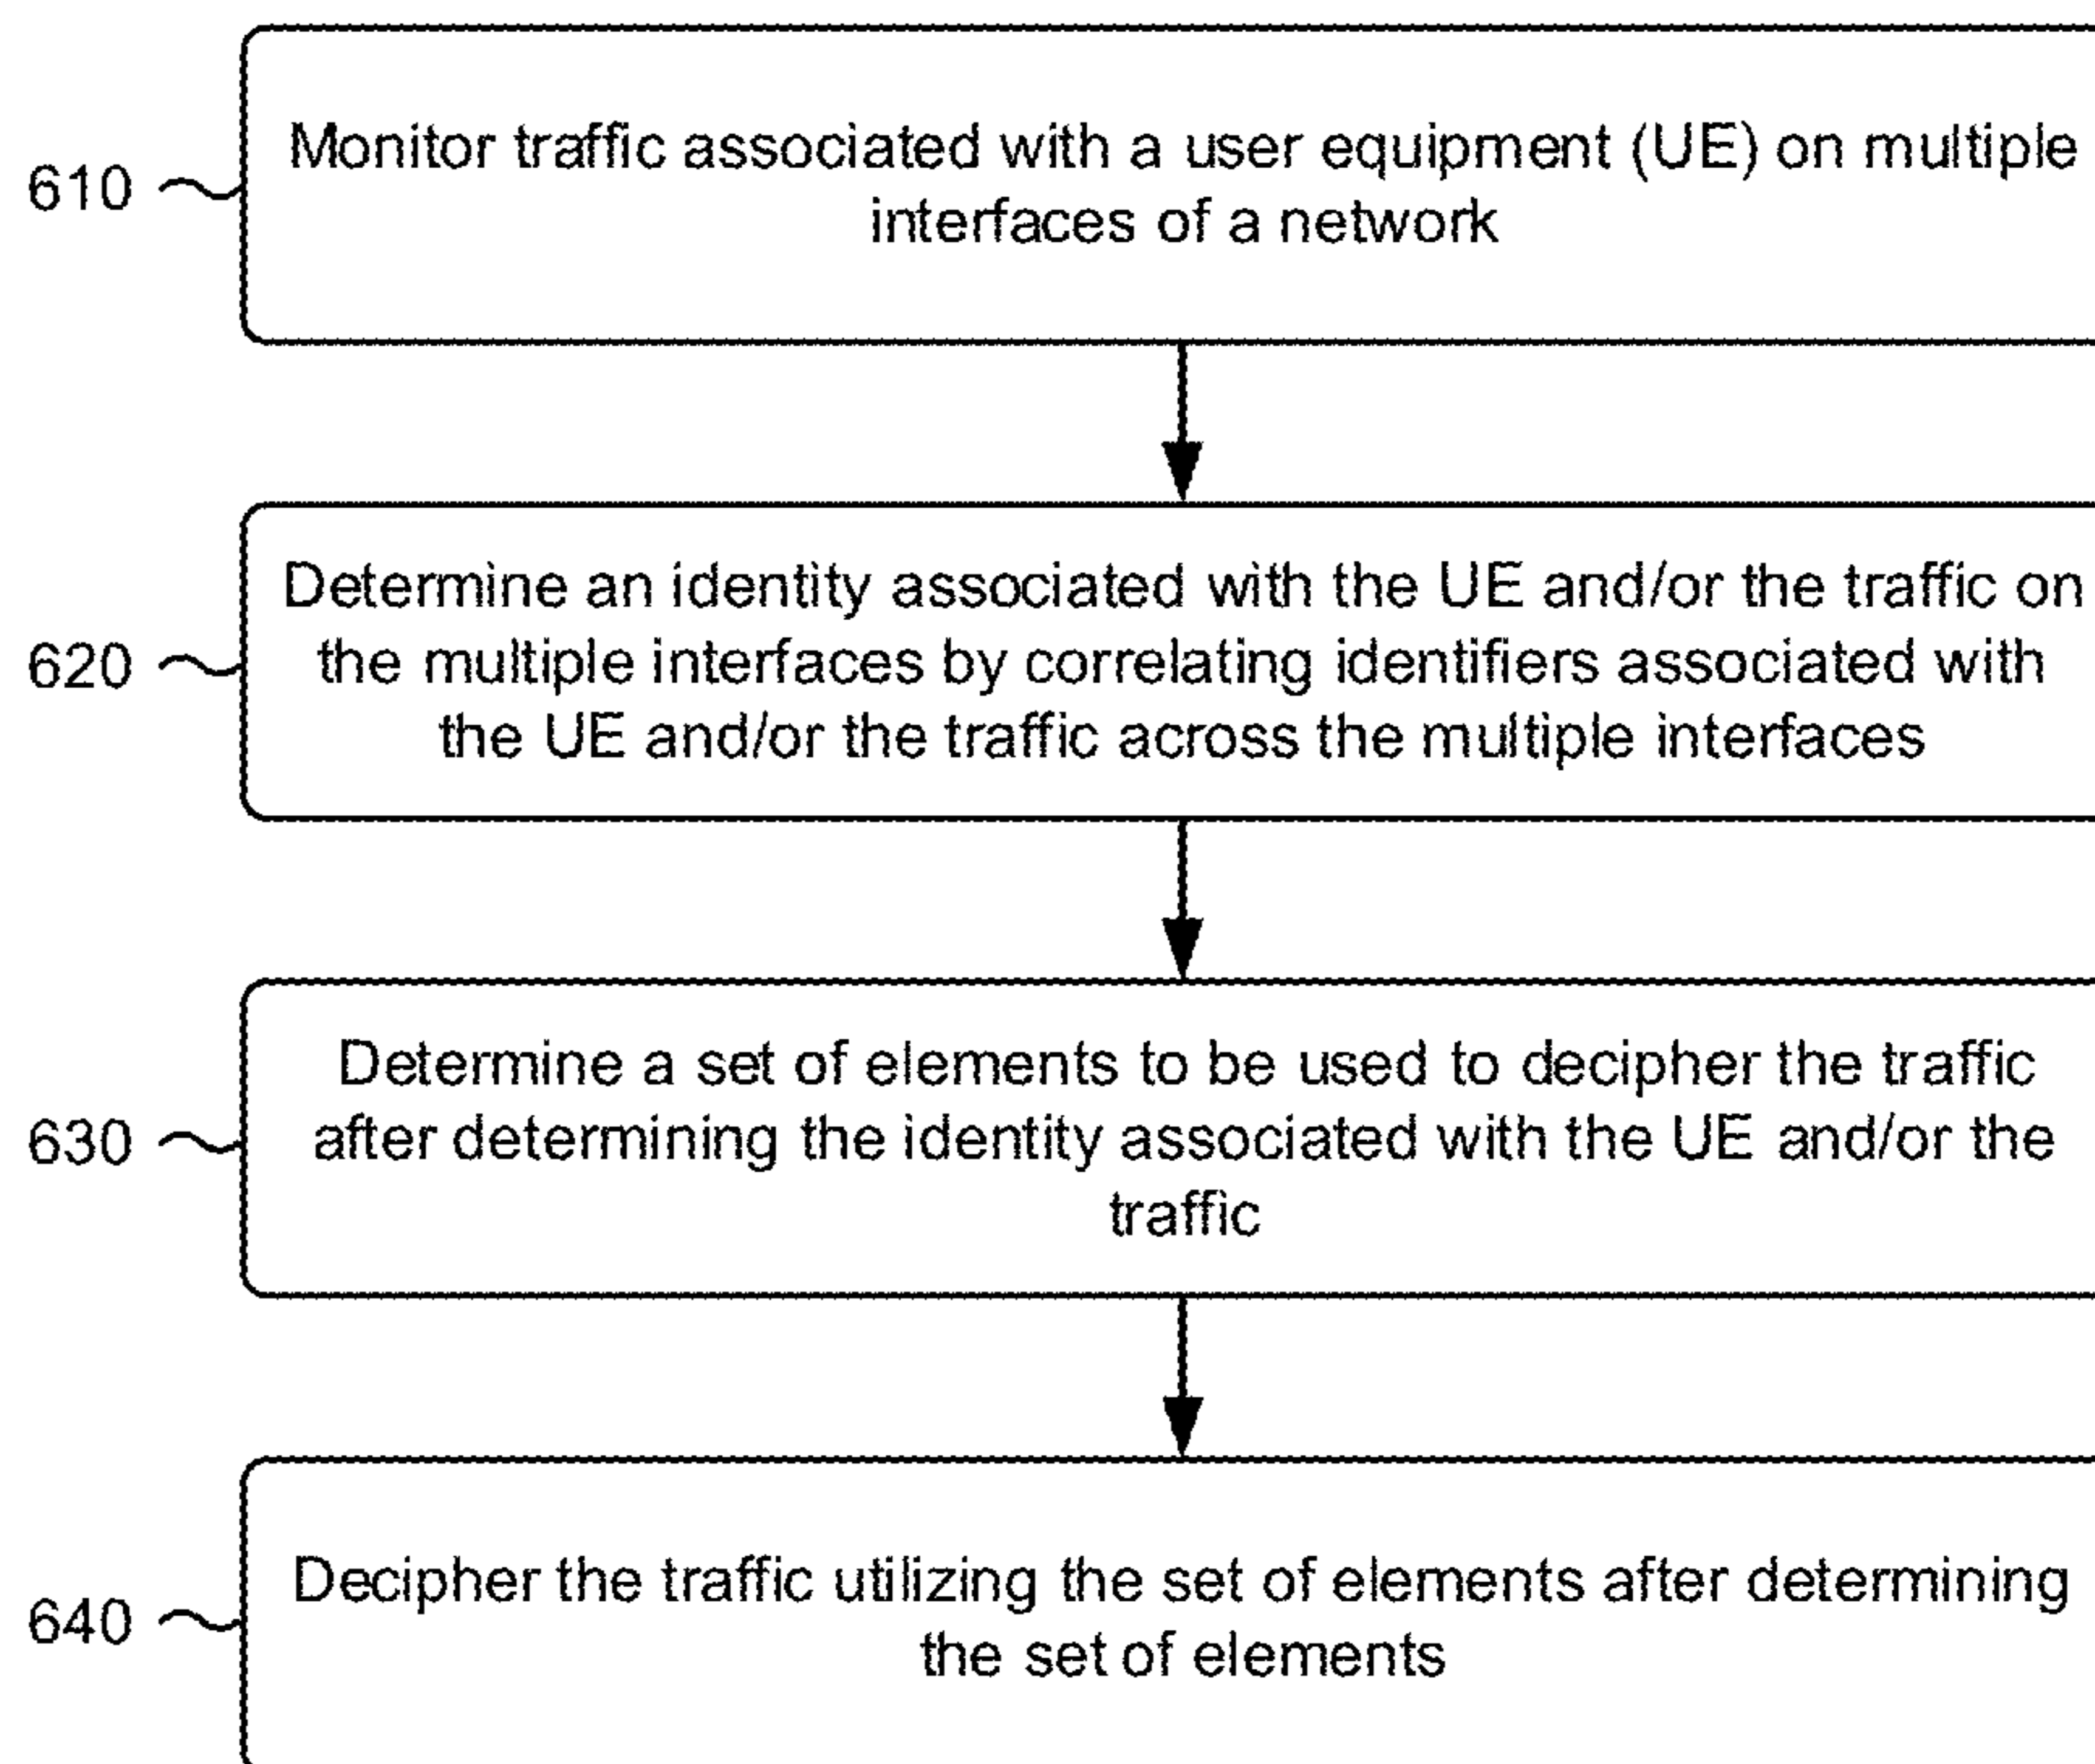 610
Monitor traffic associated with a user equipment (UE) on multiple
interfaces of a network
620
Determine an identity associated with the UE and/or the traffic on
the multiple interfaces by correlating identifiers associated with
the UE and/or the traffic across the multiple interfaces
630
Determine a set of elements to be used to decipher the traffic
after determining the identity associated with the UE and/or the
traffic
640
Decipher the traffic utilizing the set of elements after determining
the set of elements